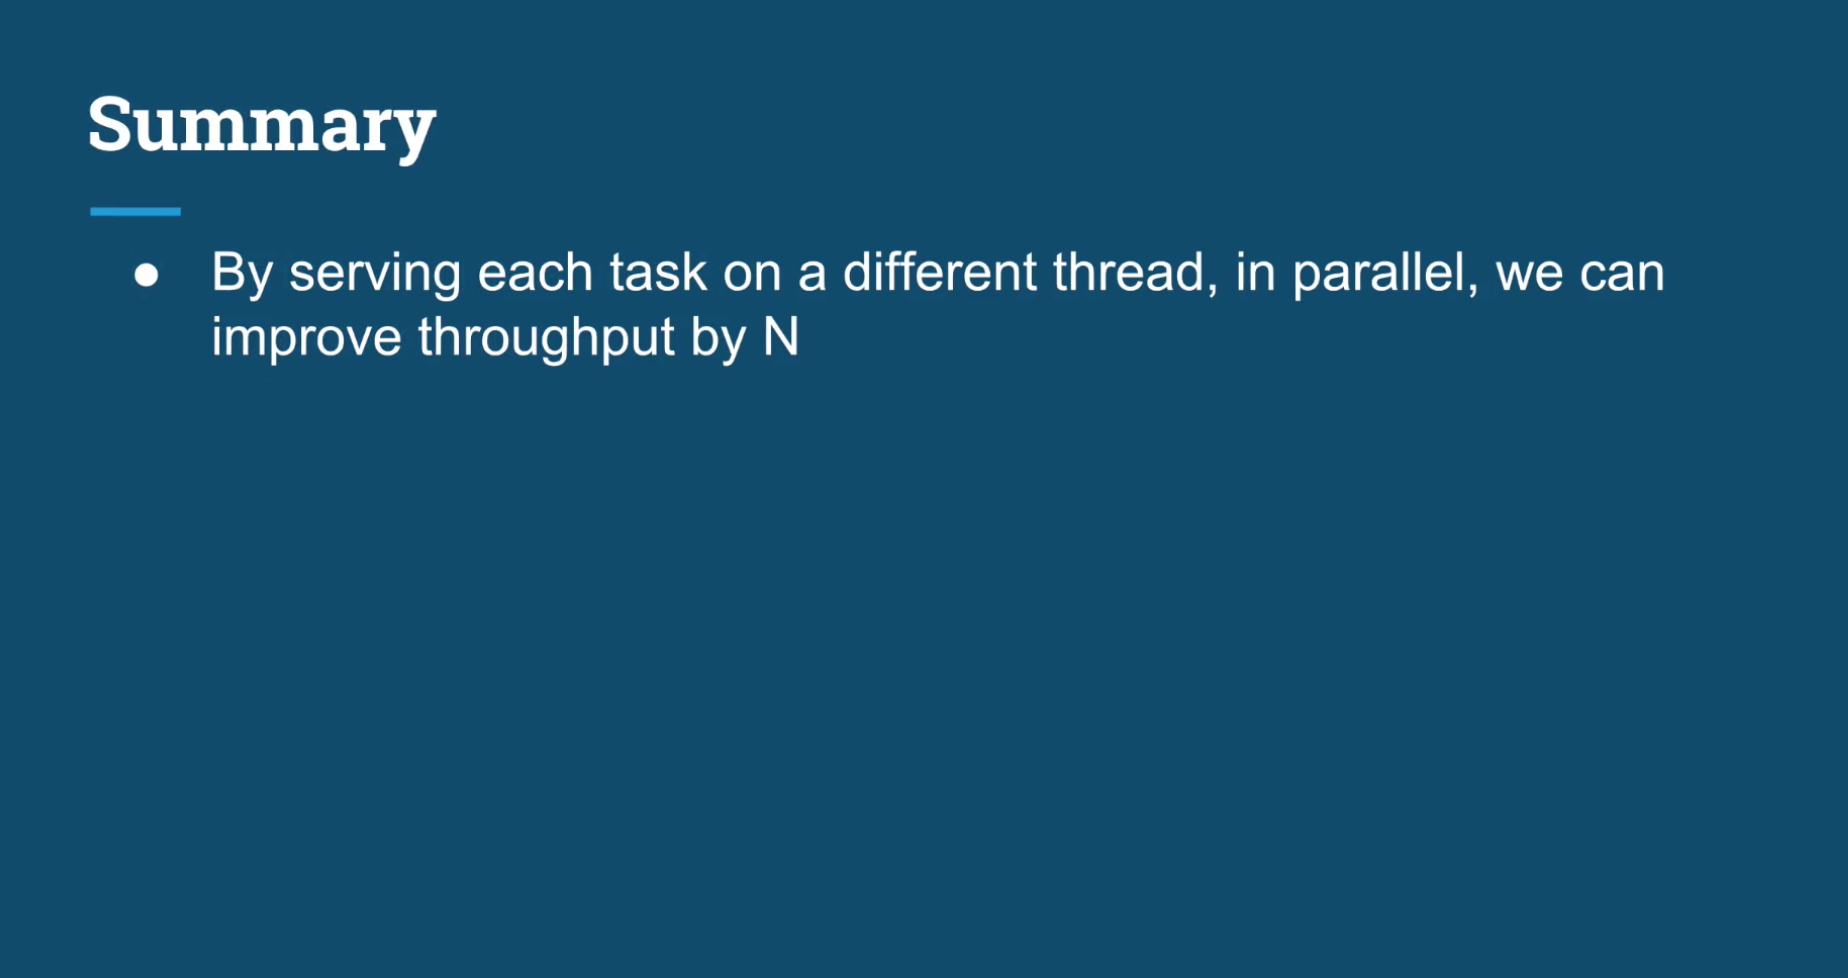 Summary
● By serving each task on a different thread, in parallel, we can
improve throughput by N